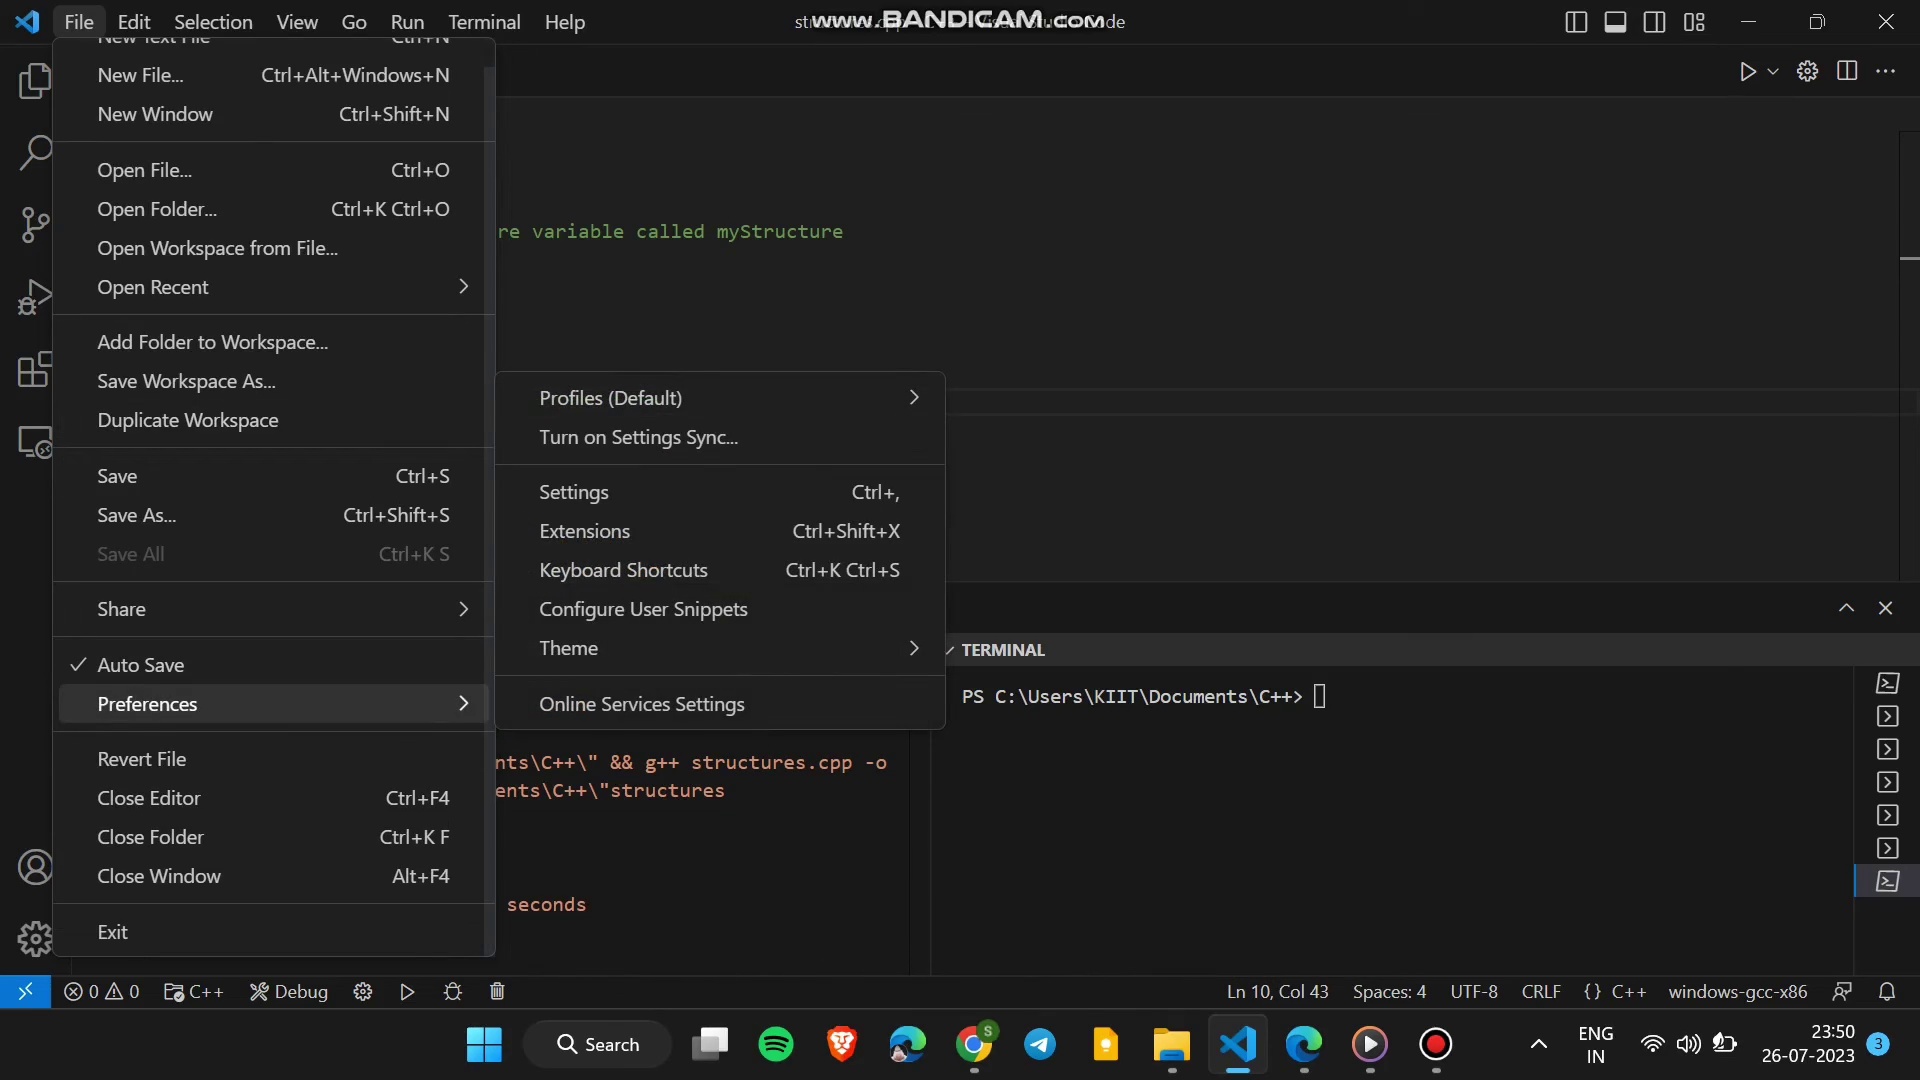 File Edit Selection View Go Run Terminal Help
www.BANDICAM.com
New Text File Ctrl+N
New File... Ctrl+Alt+Windows+N
New Window Ctrl+Shift+N
Open File... Ctrl+O
Open Folder... Ctrl+K Ctrl+O
Open Workspace from File...
Open Recent
Add Folder to Workspace...
Save Workspace As...
Duplicate Workspace
Save Ctrl+S
Save As... Ctrl+Shift+S
Save All Ctrl+K S
Share
Auto Save
Preferences
Revert File
Close Editor Ctrl+F4
Close Folder Ctrl+K F
Close Window Alt+F4
Exit
Profiles (Default)
Turn on Settings Sync...
Settings Ctrl+,
Extensions Ctrl+Shift+X
Keyboard Shortcuts Ctrl+K Ctrl+S
Configure User Snippets
Theme
Online Services Settings
re variable called myStructure
TERMINAL
PS C:\Users\KIIT\Documents\C++>
nts\C++\" && g++ structures.cpp -o
ents\C++\"structures
seconds
0 0 C++ Debug
Ln 10, Col 43 Spaces: 4 UTF-8 CRLF {} C++ windows-gcc-x86
Search
S
ENG
IN
23:50
26-07-2023
3